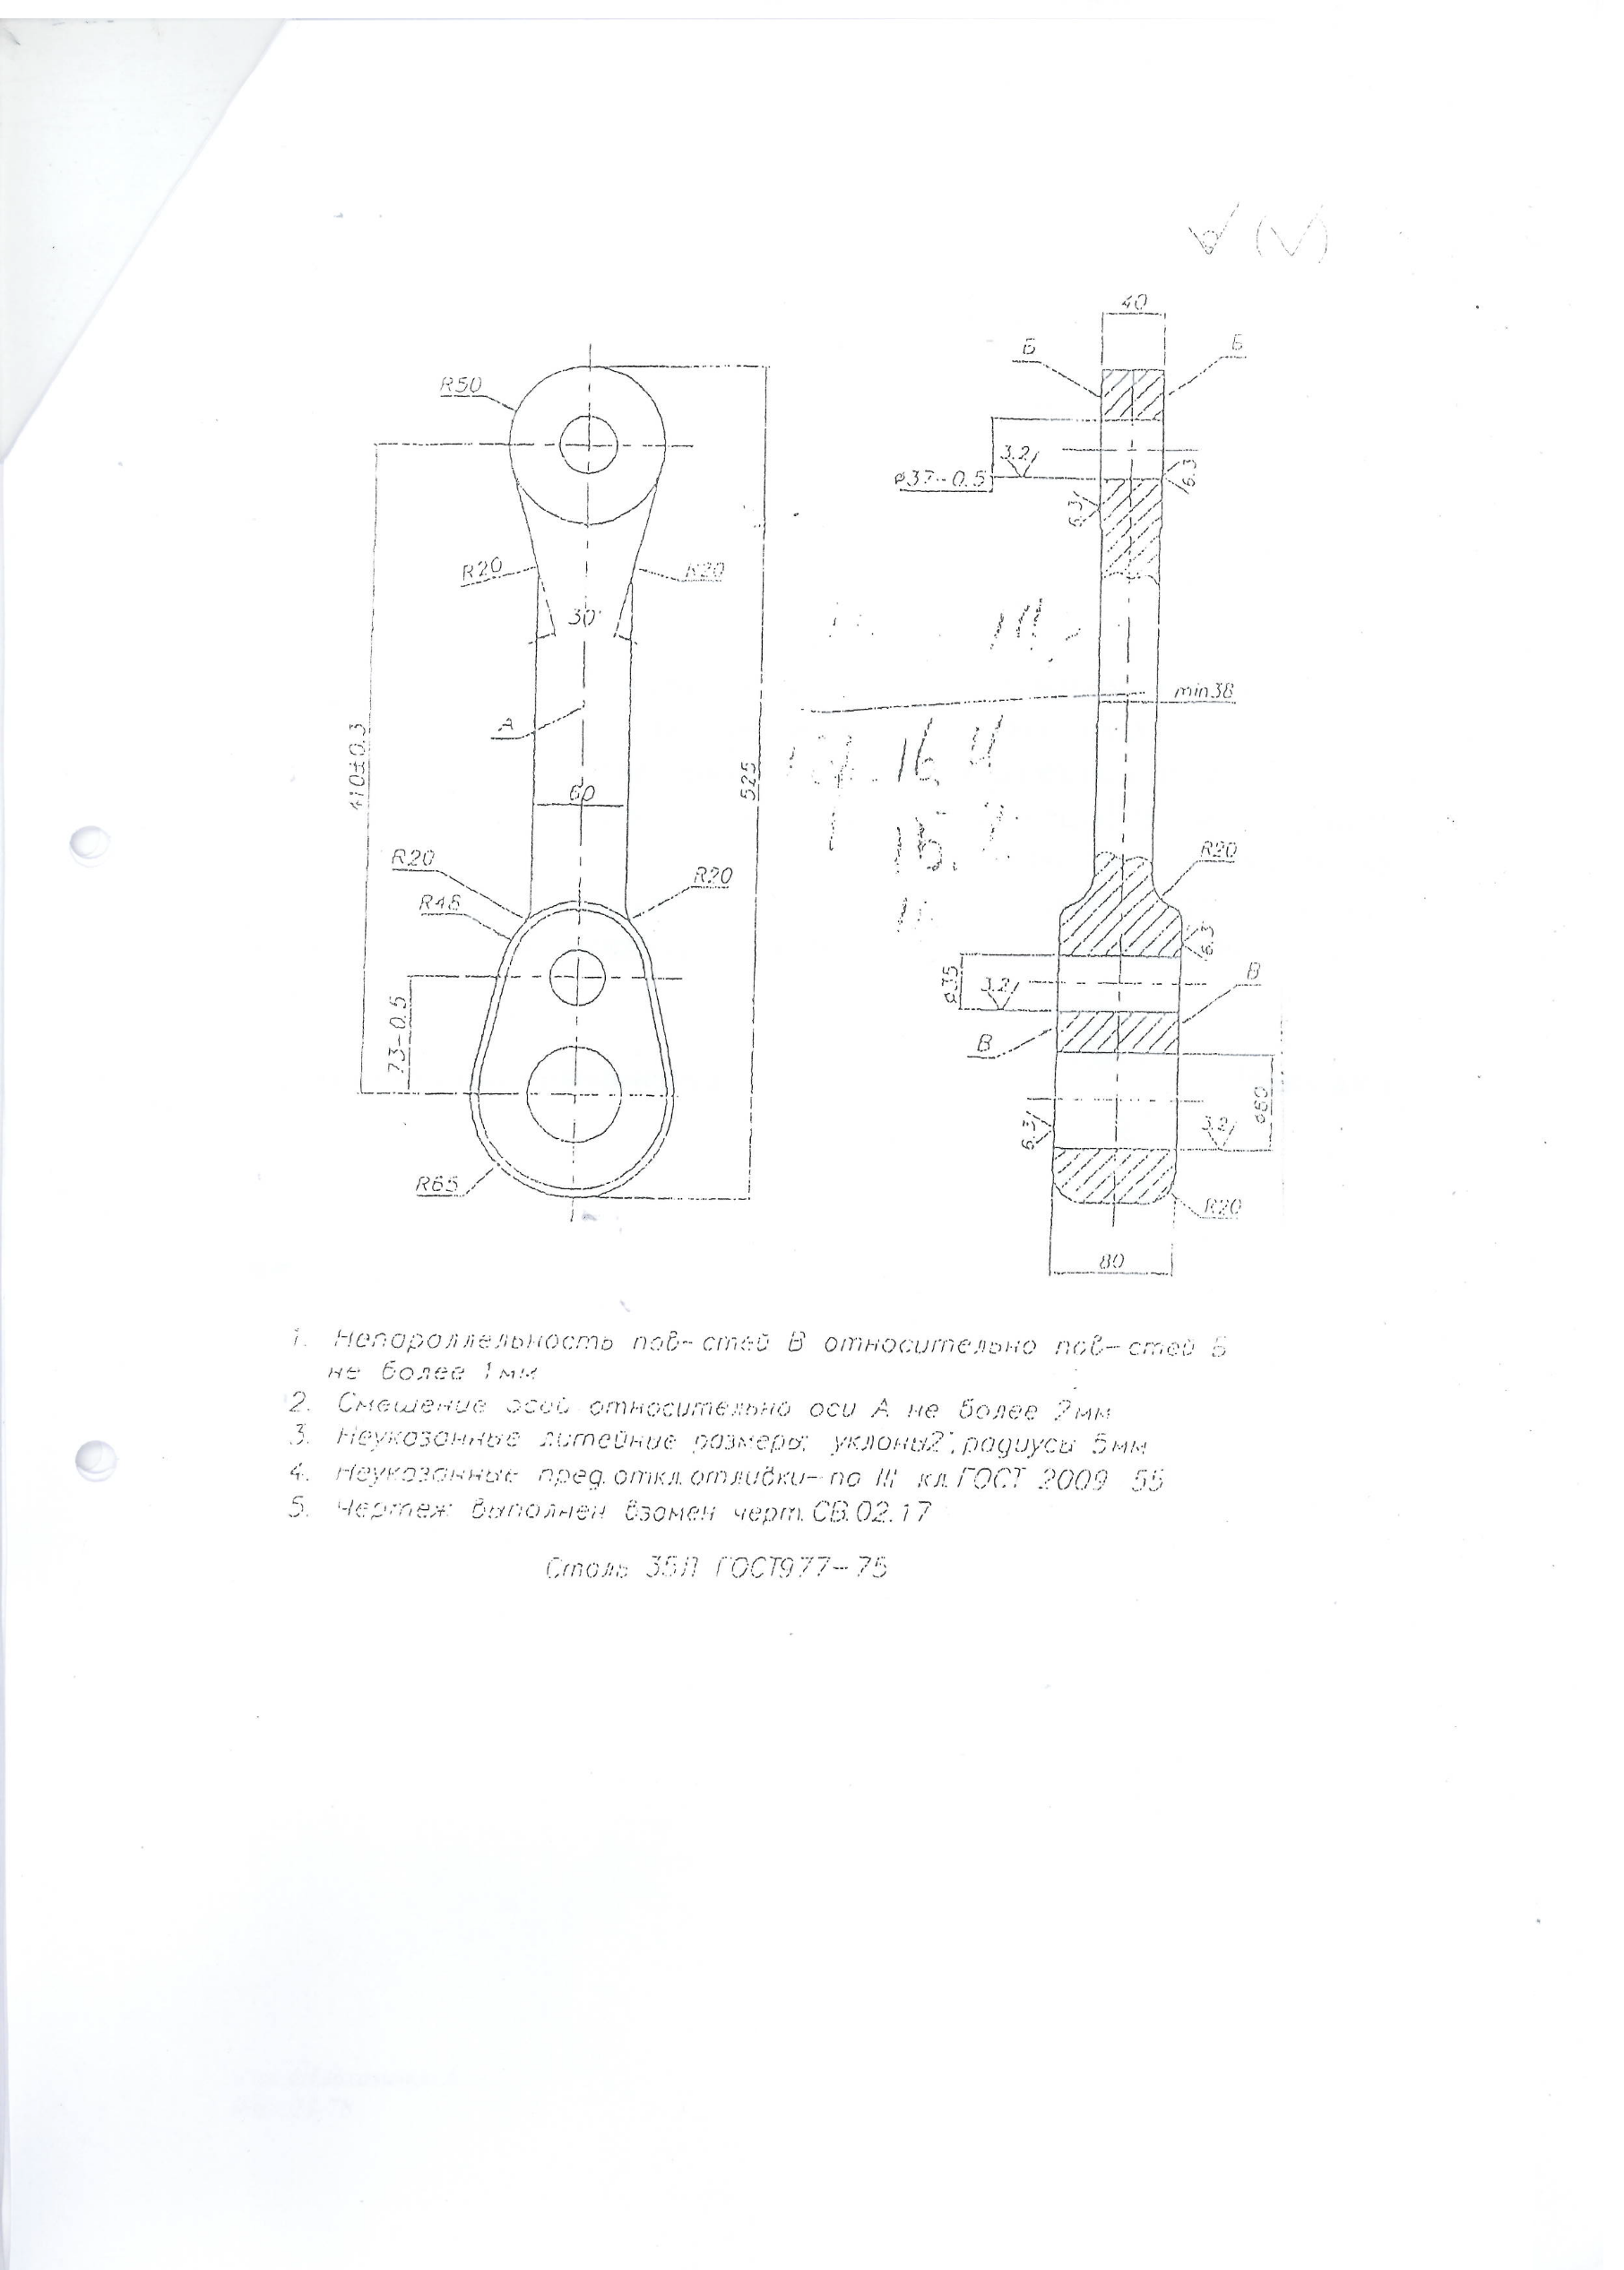 40
Б
Б
R50
3.2
6.3
ø37-0.5
6.3
R20
R20
30°
min38
А
410±0.3
525
60
R20
R20
R20
R48
6.3
ø35
3.2
В
73-0.5
В
ø60
6.3
3.2
R65
R20
80
1. Непароллельность пов-стей В относительно пов-стей Б
не более 1мм
2. Смешение осей относительно оси А не более 2мм
3. Неуказанные литейные размеры: уклоны2°, радиусы 5мм
4. Неуказанные пред.откл.отливки-по III кл.ГОСТ 2009 55
5. Чертеж выполнен взамен черт.СВ.02.17
Сталь 35Л ГОСТ977-75